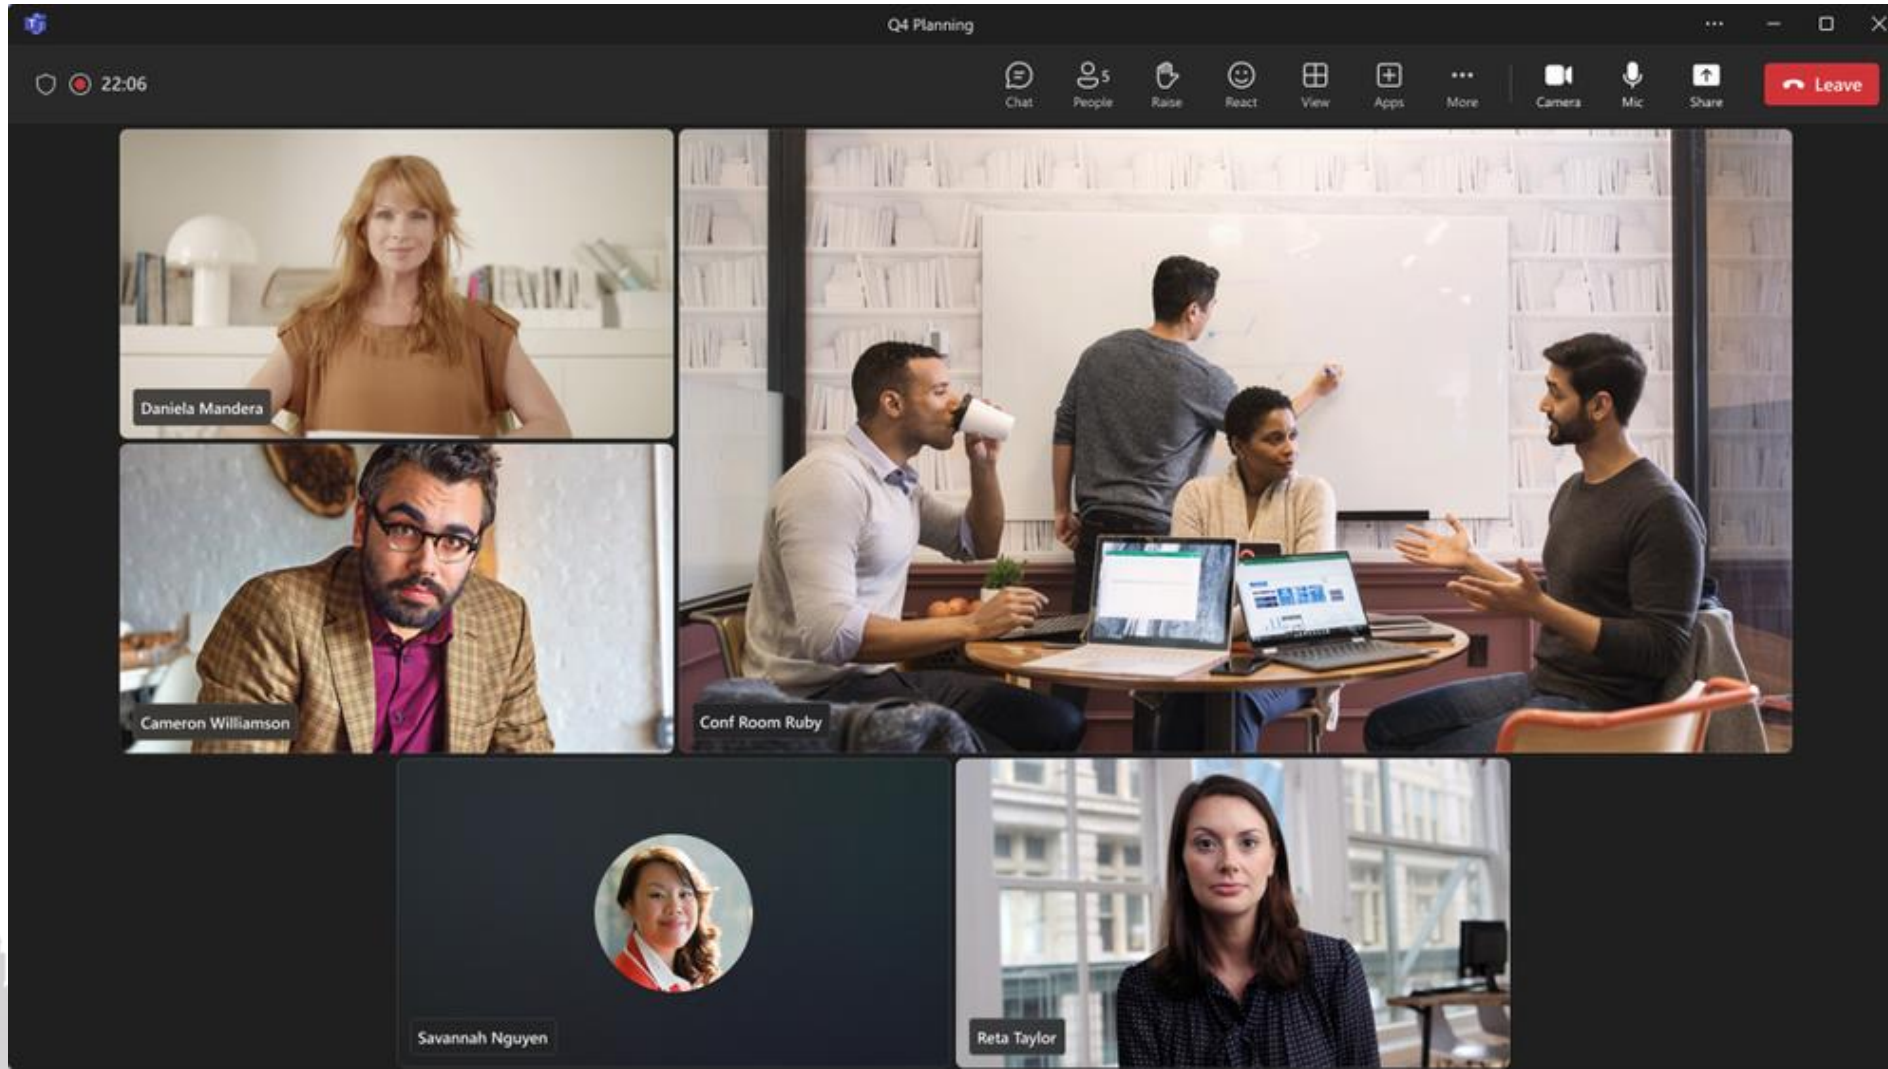 Q4 Planning
22:06
5
Chat
People
Raise
React
View
Apps
More
Camera
Mic
Share
Leave
Daniela Mandera
Cameron Williamson
Conf Room Ruby
Savannah Nguyen
Reta Taylor